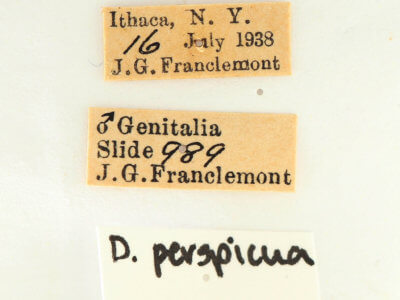 Ithaca, N. Y.
16 July 1938
J.G. Franclemont
♂ Genitalia
Slide 989
J.G. Franclemont
D. perspicua